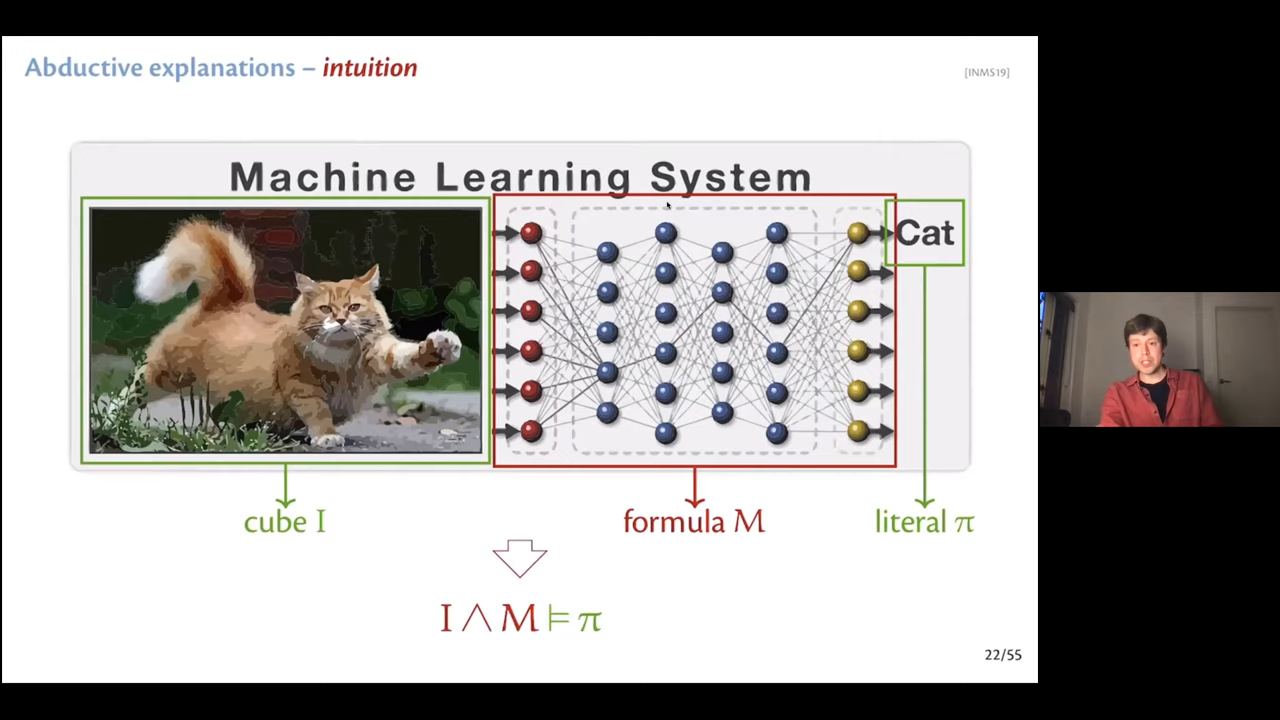 Abductive explanations – intuition
[INMS19]
Machine Learning System
Cat
cube I
formula M
literal π
I ∧ M ⊨ π
22/55